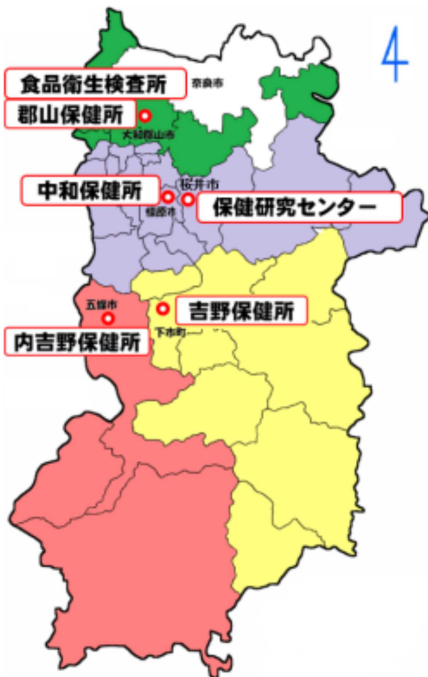 4
食品衛生検査所
奈良市
郡山保健所
大和郡山市
中和保健所
桜井市
橿原市
保健研究センター
五條市
吉野保健所
下市町
内吉野保健所